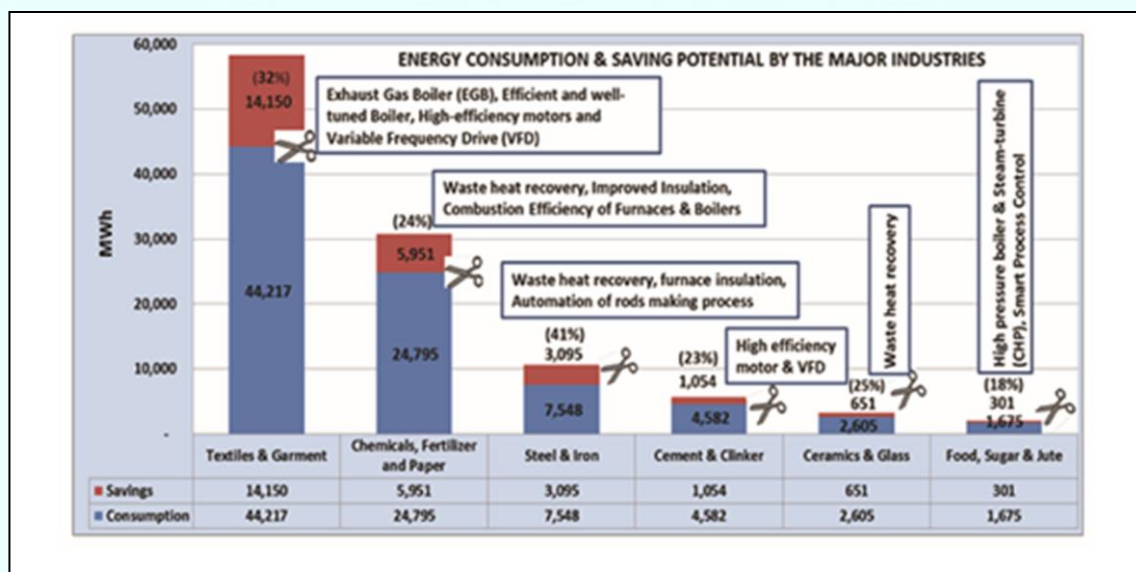 ENERGY CONSUMPTION & SAVING POTENTIAL BY THE MAJOR INDUSTRIES
MWh
60,000
50,000
40,000
30,000
20,000
10,000
-
(32%)
14,150
44,217
Exhaust Gas Boiler (EGB), Efficient and well-
tuned Boiler, High-efficiency motors and
Variable Frequency Drive (VFD)
(24%)
5,951
24,795
Waste heat recovery, Improved Insulation,
Combustion Efficiency of Furnaces & Boilers
(41%)
3,095
7,548
Waste heat recovery, furnace insulation,
Automation of rods making process
(23%)
1,054
4,582
High efficiency
motor & VFD
(25%)
651
2,605
Waste heat recovery
(18%)
301
1,675
High pressure boiler & Steam-turbine
(CHP), Smart Process Control
Textiles & Garment
Chemicals, Fertilizer
and Paper
Steel & Iron
Cement & Clinker
Ceramics & Glass
Food, Sugar & Jute
Savings 14,150 5,951 3,095 1,054 651 301
Consumption 44,217 24,795 7,548 4,582 2,605 1,675